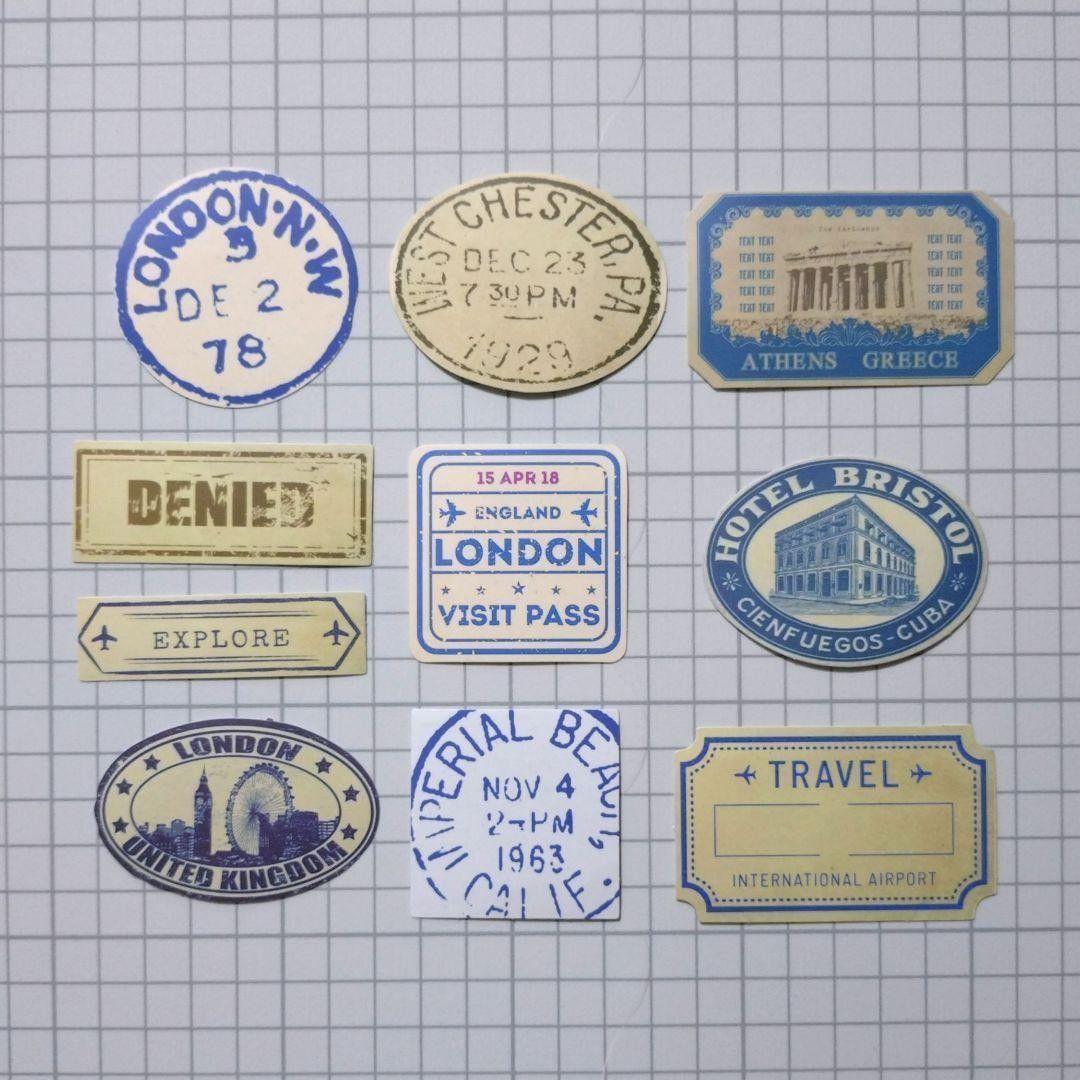 LONDON·N·W
B
DE 2
78
WEST CHESTER, PA.
DEC 23
7 30 PM
1929
The Parthenon
TEXT TEXT TEXT TEXT
TEXT TEXT TEXT TEXT
TEXT TEXT TEXT TEXT
TEXT TEXT TEXT TEXT
TEXT TEXT TEXT TEXT
ATHENS GREECE
DENIED
EXPLORE
15 APR 18
ENGLAND
LONDON
VISIT PASS
HOTEL BRISTOL
CIENFUEGOS-CUBA
LONDON
UNITED KINGDOM
IMPERIAL BEACH,
NOV 4
2-PM
1963
CALIF.
TRAVEL
INTERNATIONAL AIRPORT